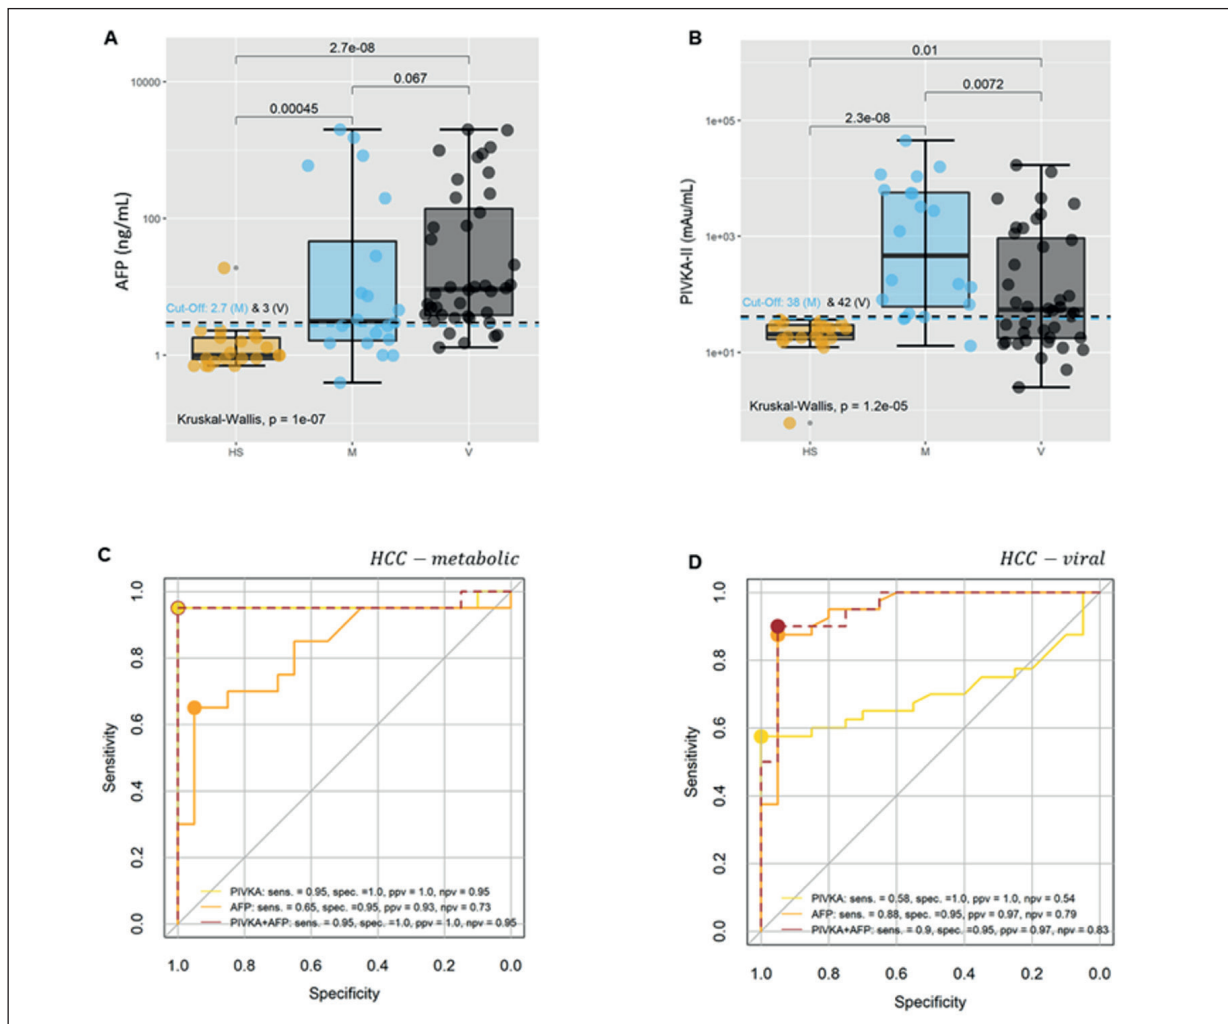 A
2.7e-08
10000
0.067
0.00045
AFP (ng/mL)
100
Cut-Off: 2.7 (M) & 3 (V)
1
Kruskal-Wallis, p = 1e-07
HS M V
B
0.01
0.0072
1e+05
2.3e-08
PIVKA-II (mAu/mL)
1e+03
Cut-Off: 38 (M) & 42 (V)
1e+01
Kruskal-Wallis, p = 1.2e-05
HS M V
C
HCC – metabolic
1.0
0.8
0.6
0.4
0.2
0.0
Sensitivity
PIVKA: sens. = 0.95, spec. =1.0, ppv = 1.0, npv = 0.95
AFP: sens. = 0.65, spec. =0.95, ppv = 0.93, npv = 0.73
PIVKA+AFP: sens. = 0.95, spec. =1.0, ppv = 1.0, npv = 0.95
1.0 0.8 0.6 0.4 0.2 0.0
Specificity
D
HCC – viral
1.0
0.8
0.6
0.4
0.2
0.0
Sensitivity
PIVKA: sens. = 0.58, spec. =1.0, ppv = 1.0, npv = 0.54
AFP: sens. = 0.88, spec. =0.95, ppv = 0.97, npv = 0.79
PIVKA+AFP: sens. = 0.9, spec. =0.95, ppv = 0.97, npv = 0.83
1.0 0.8 0.6 0.4 0.2 0.0
Specificity